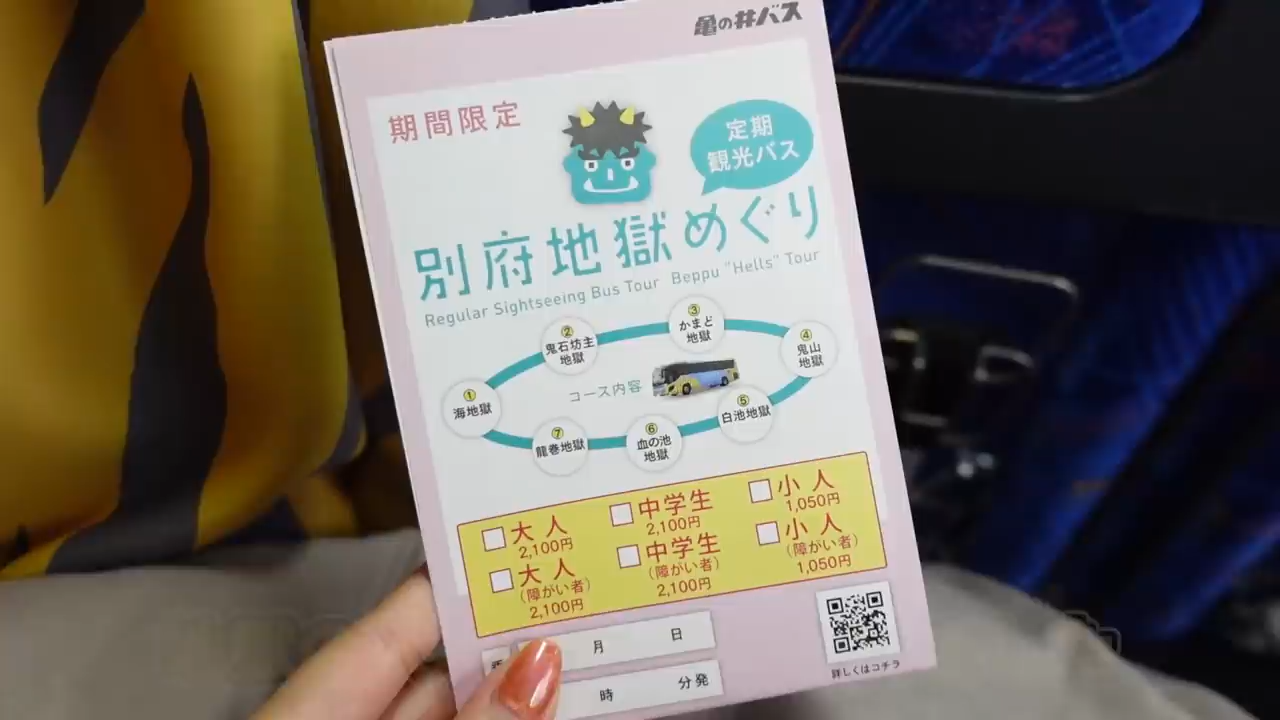 亀の井バス
期間限定
定期
観光バス
別府地獄めぐり
Regular Sightseeing Bus Tour Beppu "Hells" Tour
③
かまど
地獄
②
鬼石坊主
地獄
④
鬼山
地獄
コース内容
①
海地獄
⑤
白池地獄
⑥
血の池
地獄
⑦
龍巻地獄
大人
2,100円
中学生
2,100円
小人
1,050円
大人
(障がい者)
2,100円
中学生
(障がい者)
2,100円
小人
(障がい者)
1,050円
月 日
時 分発
詳しくはコチラ